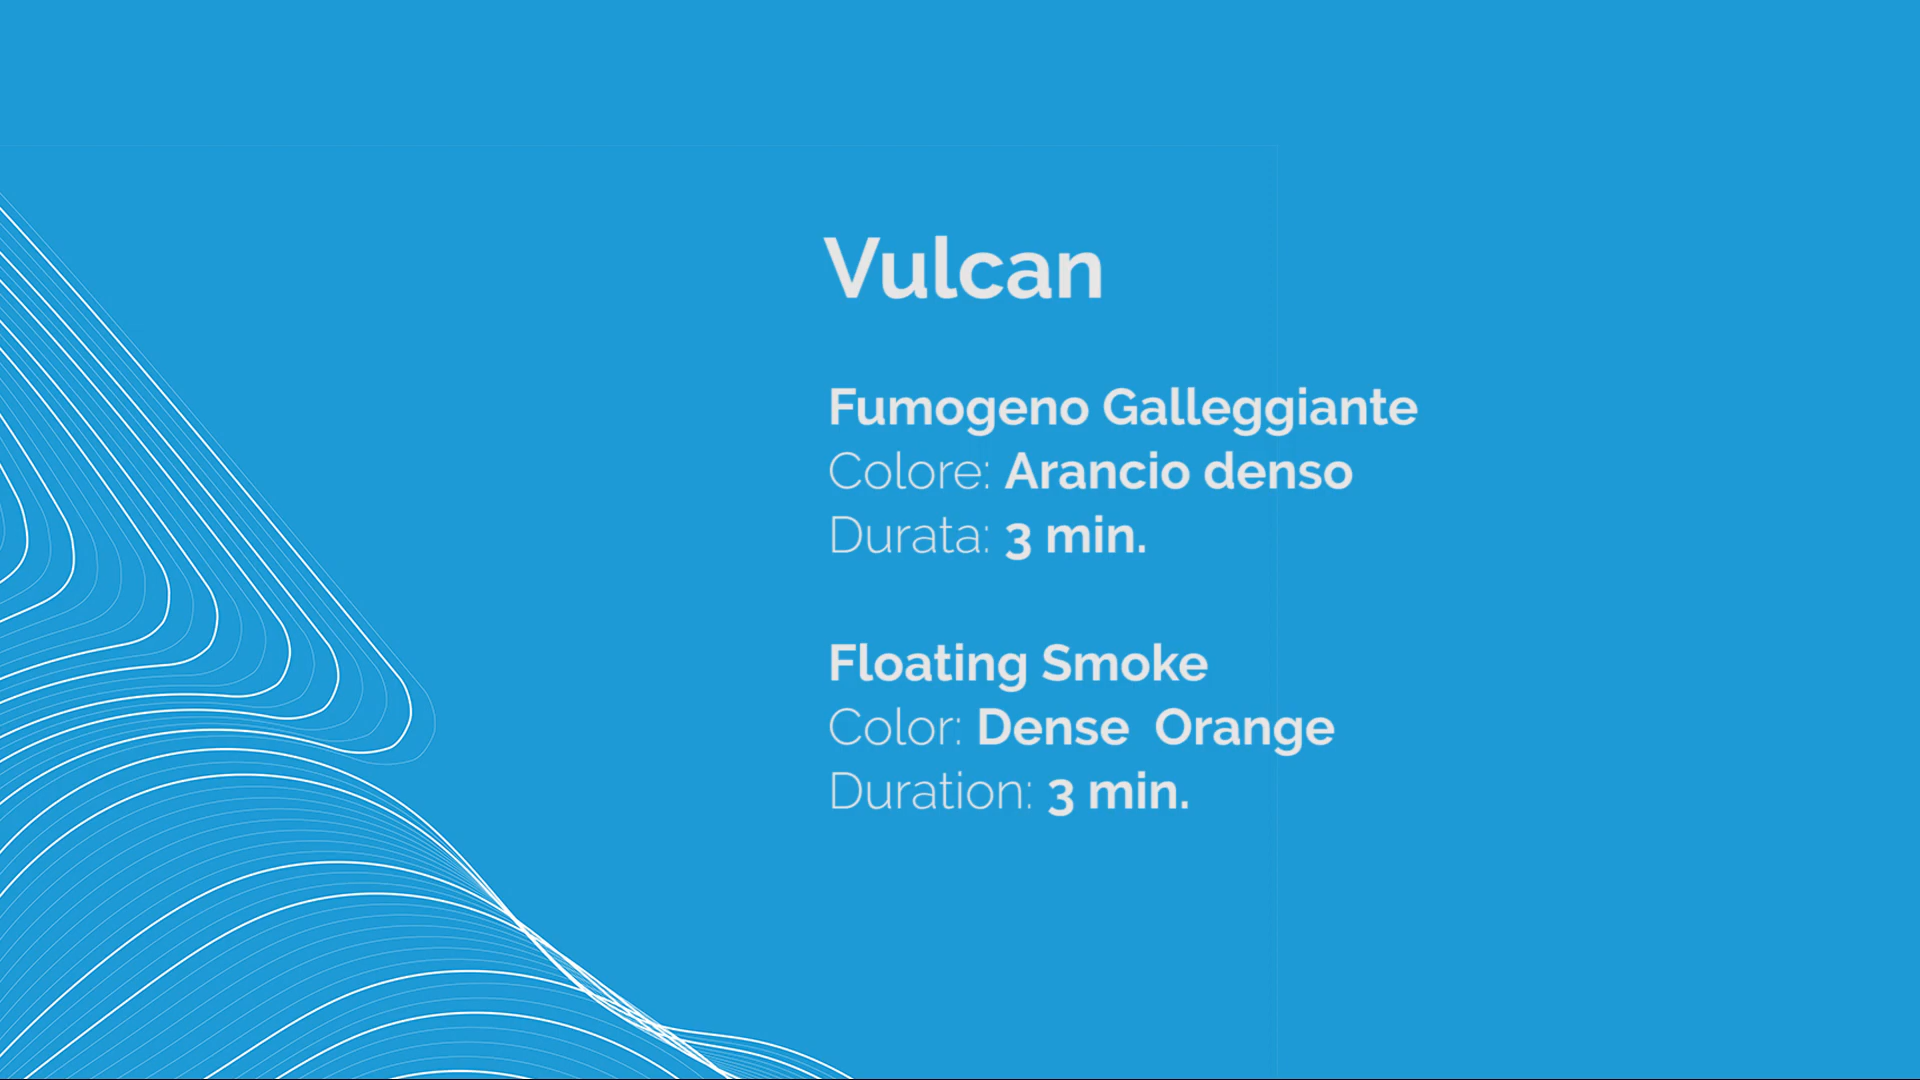 Vulcan
Fumogeno Galleggiante
Colore: Arancio denso
Durata: 3 min.
Floating Smoke
Color: Dense  Orange
Duration: 3 min.